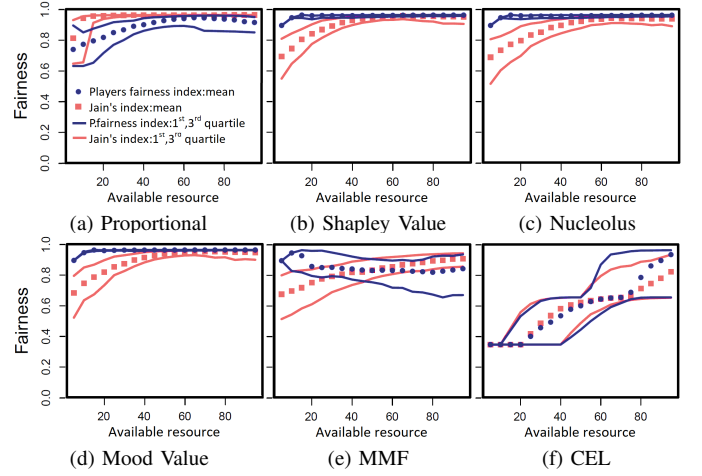 Fairness
0.0 0.2 0.4 0.6 0.8 1.0
Players fairness index:mean
Jain's index:mean
P.fairness index:1st,3rd quartile
Jain's index:1st,3rd quartile
20 40 60 80
20 40 60 80
20 40 60 80
Available resource
Available resource
Available resource
(a) Proportional
(b) Shapley Value
(c) Nucleolus
Fairness
0.0 0.2 0.4 0.6 0.8 1.0
20 40 60 80
20 40 60 80
20 40 60 80
Available resource
Available resource
Available resource
(d) Mood Value
(e) MMF
(f) CEL